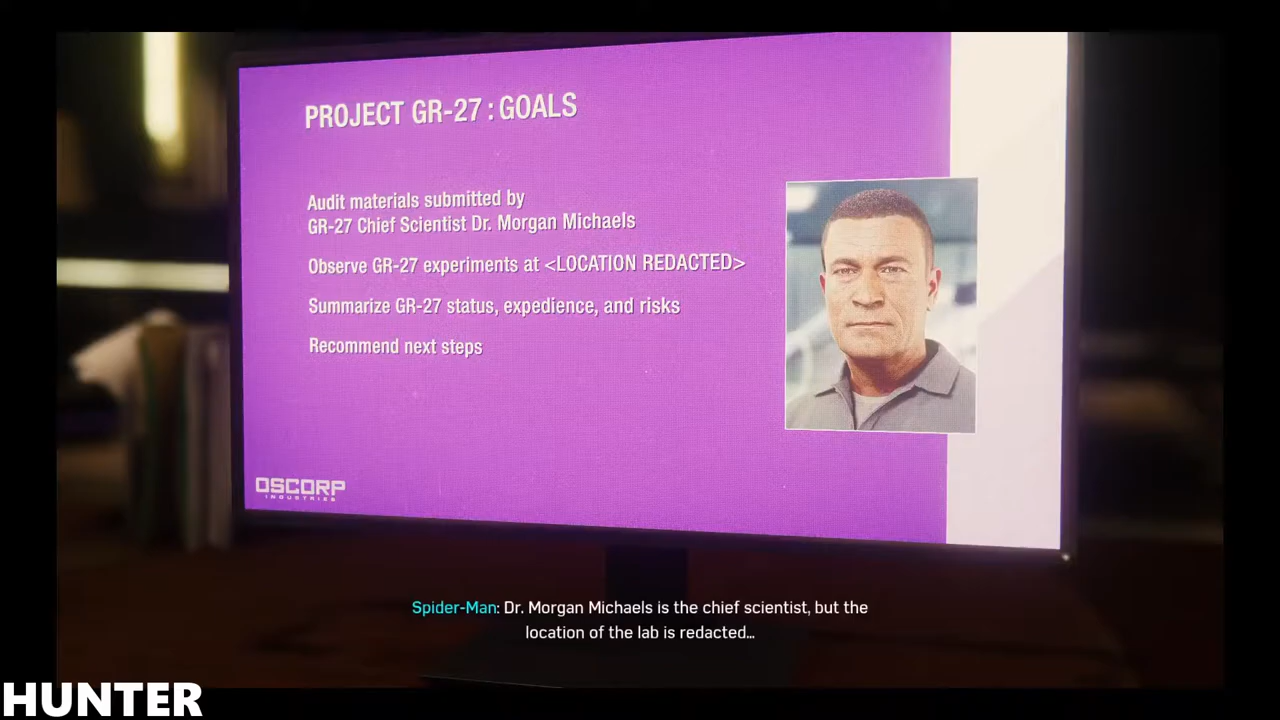 PROJECT GR-27 : GOALS
Audit materials submitted by
GR-27 Chief Scientist Dr. Morgan Michaels
Observe GR-27 experiments at <LOCATION REDACTED>
Summarize GR-27 status, expedience, and risks
Recommend next steps
OSCORP
INDUSTRIES
Spider-Man: Dr. Morgan Michaels is the chief scientist, but the
location of the lab is redacted...
HUNTER